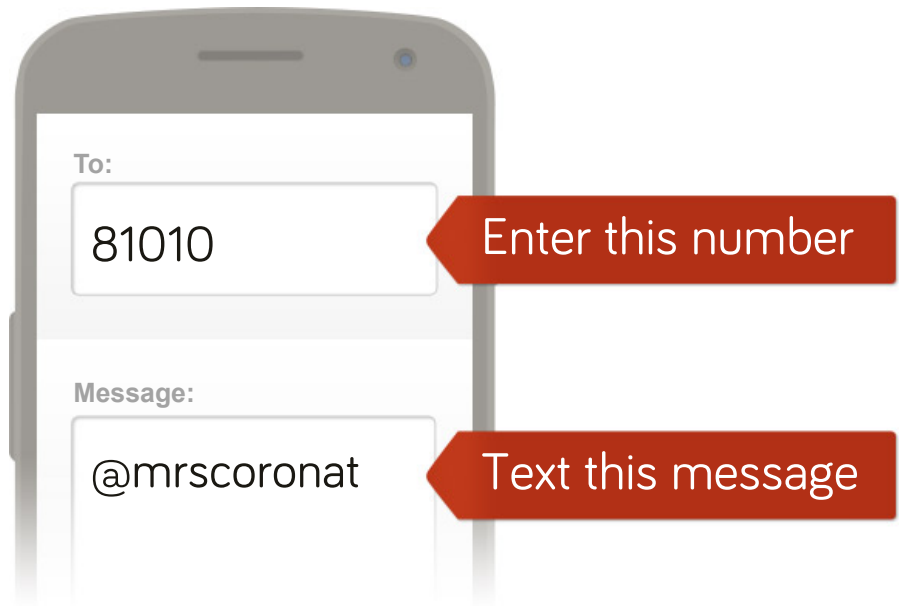 To:
81010
Enter this number
Message:
@mrscoronat
Text this message